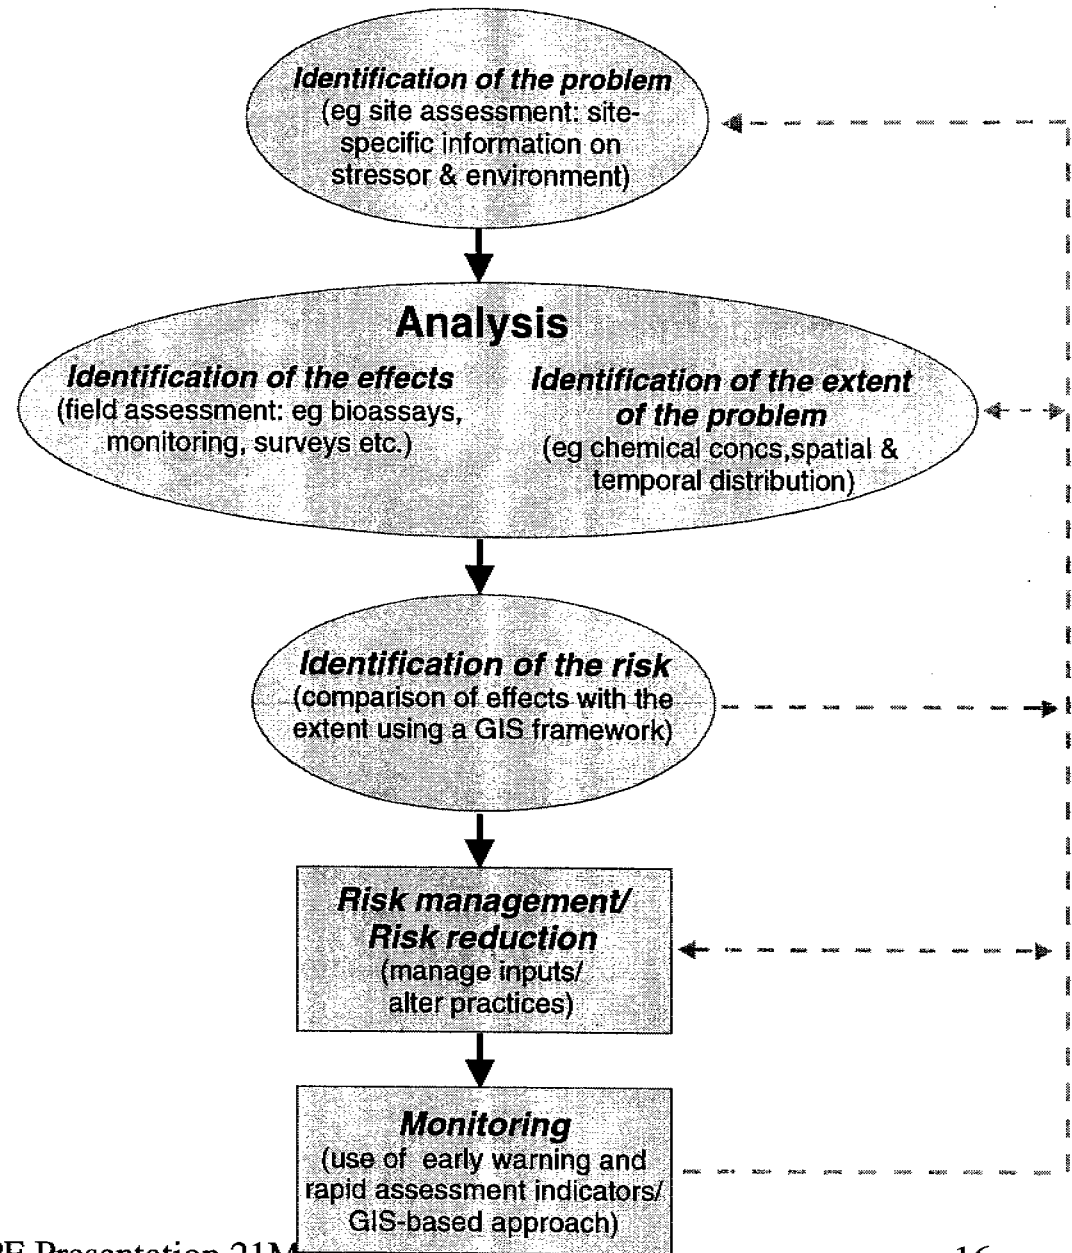 Identification of the problem
(eg site assessment: site-
specific information on
stressor & environment)
Analysis
Identification of the effects
(field assessment: eg bioassays,
monitoring, surveys etc.)
Identification of the extent
of the problem
(eg chemical concs,spatial &
temporal distribution)
Identification of the risk
(comparison of effects with the
extent using a GIS framework)
Risk management/
Risk reduction
(manage inputs/
alter practices)
Monitoring
(use of early warning and
rapid assessment indicators/
GIS-based approach)
Presentation